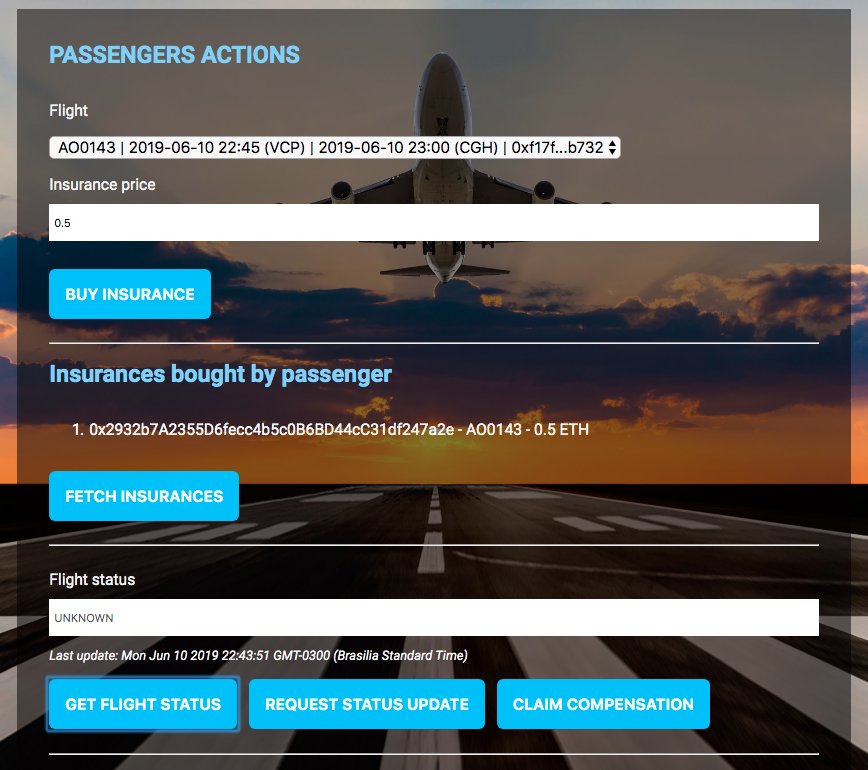 PASSENGERS ACTIONS
Flight
AO0143 | 2019-06-10 22:45 (VCP) | 2019-06-10 23:00 (CGH) | 0xf17f...b732
Insurance price
0.5
BUY INSURANCE
Insurances bought by passenger
1. 0x2932b7A2355D6fecc4b5c0B6BD44cC31df247a2e - AO0143 - 0.5 ETH
FETCH INSURANCES
Flight status
UNKNOWN
Last update: Mon Jun 10 2019 22:43:51 GMT-0300 (Brasilia Standard Time)
GET FLIGHT STATUS REQUEST STATUS UPDATE CLAIM COMPENSATION